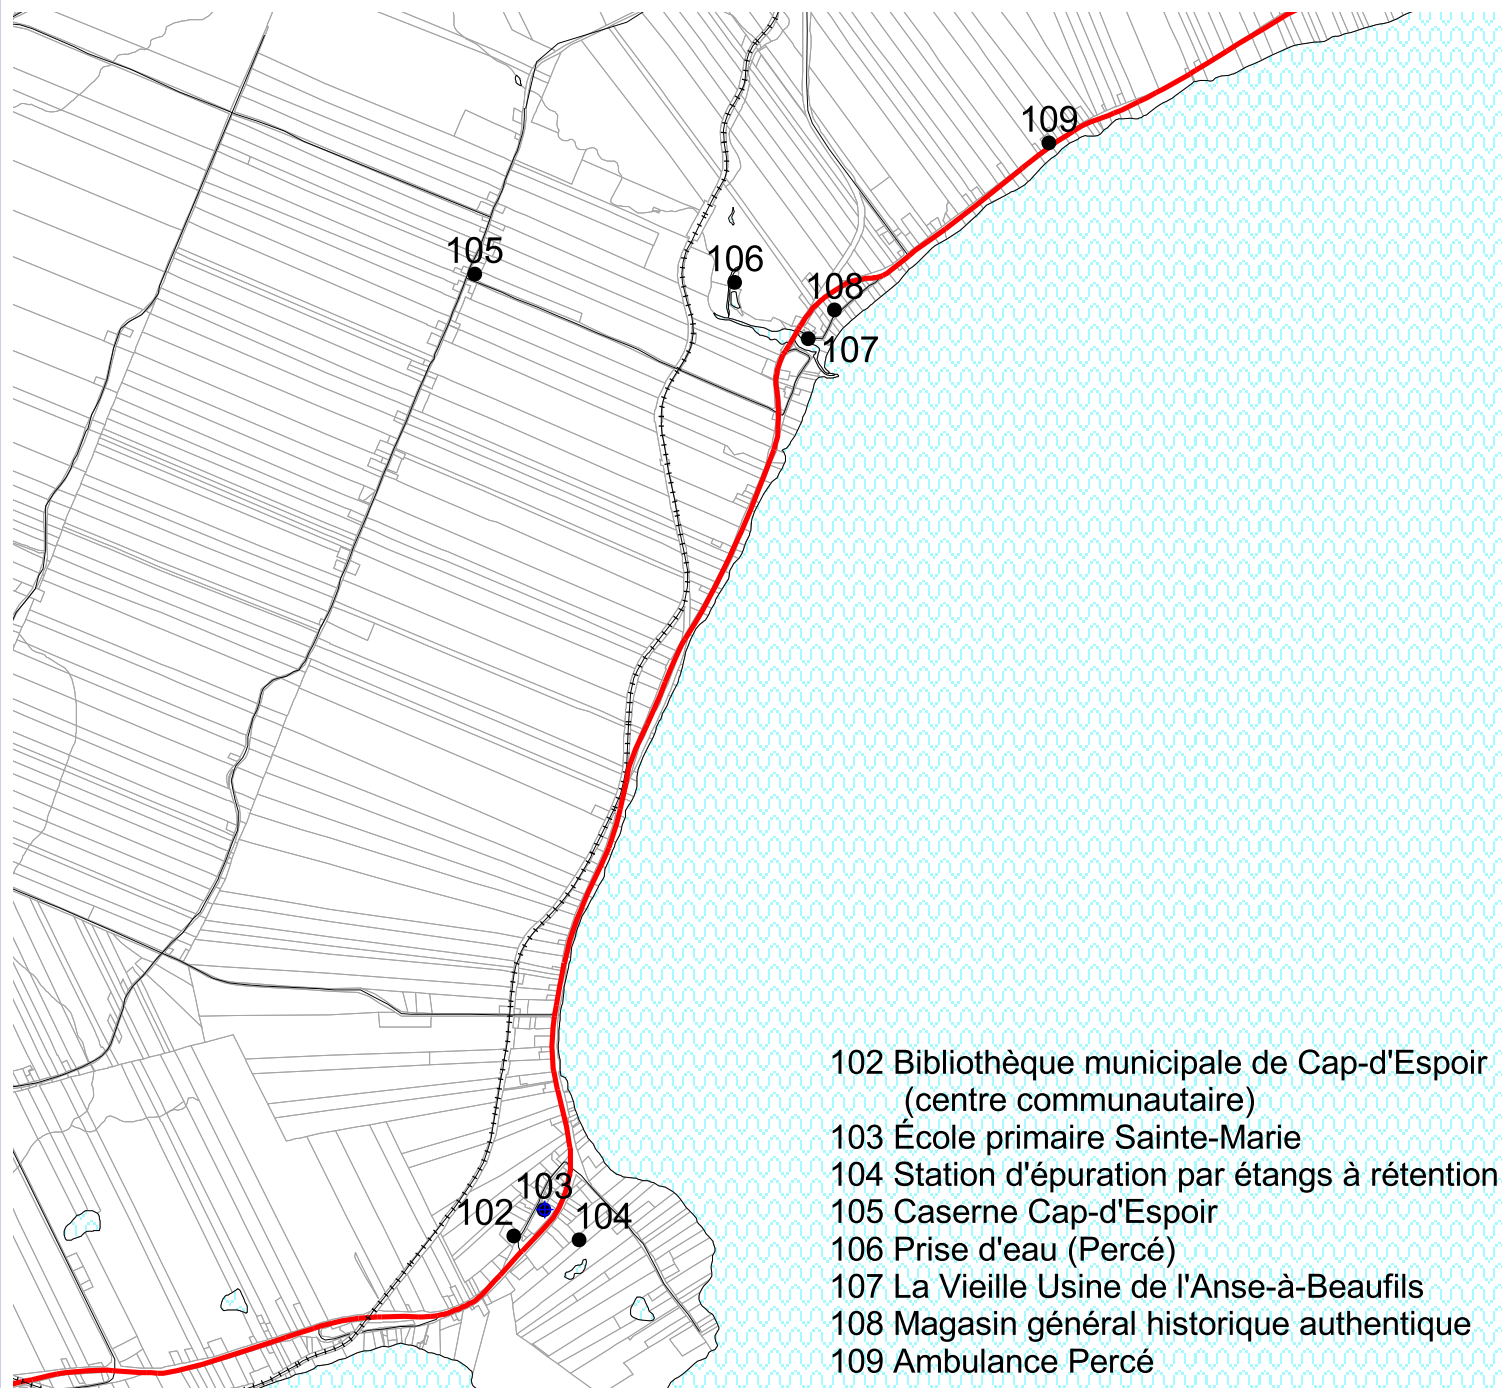 109
105
106
108
107
103
102
104
102 Bibliothèque municipale de Cap-d'Espoir
(centre communautaire)
103 École primaire Sainte-Marie
104 Station d'épuration par étangs à rétention
105 Caserne Cap-d'Espoir
106 Prise d'eau (Percé)
107 La Vieille Usine de l'Anse-à-Beaufils
108 Magasin général historique authentique
109 Ambulance Percé